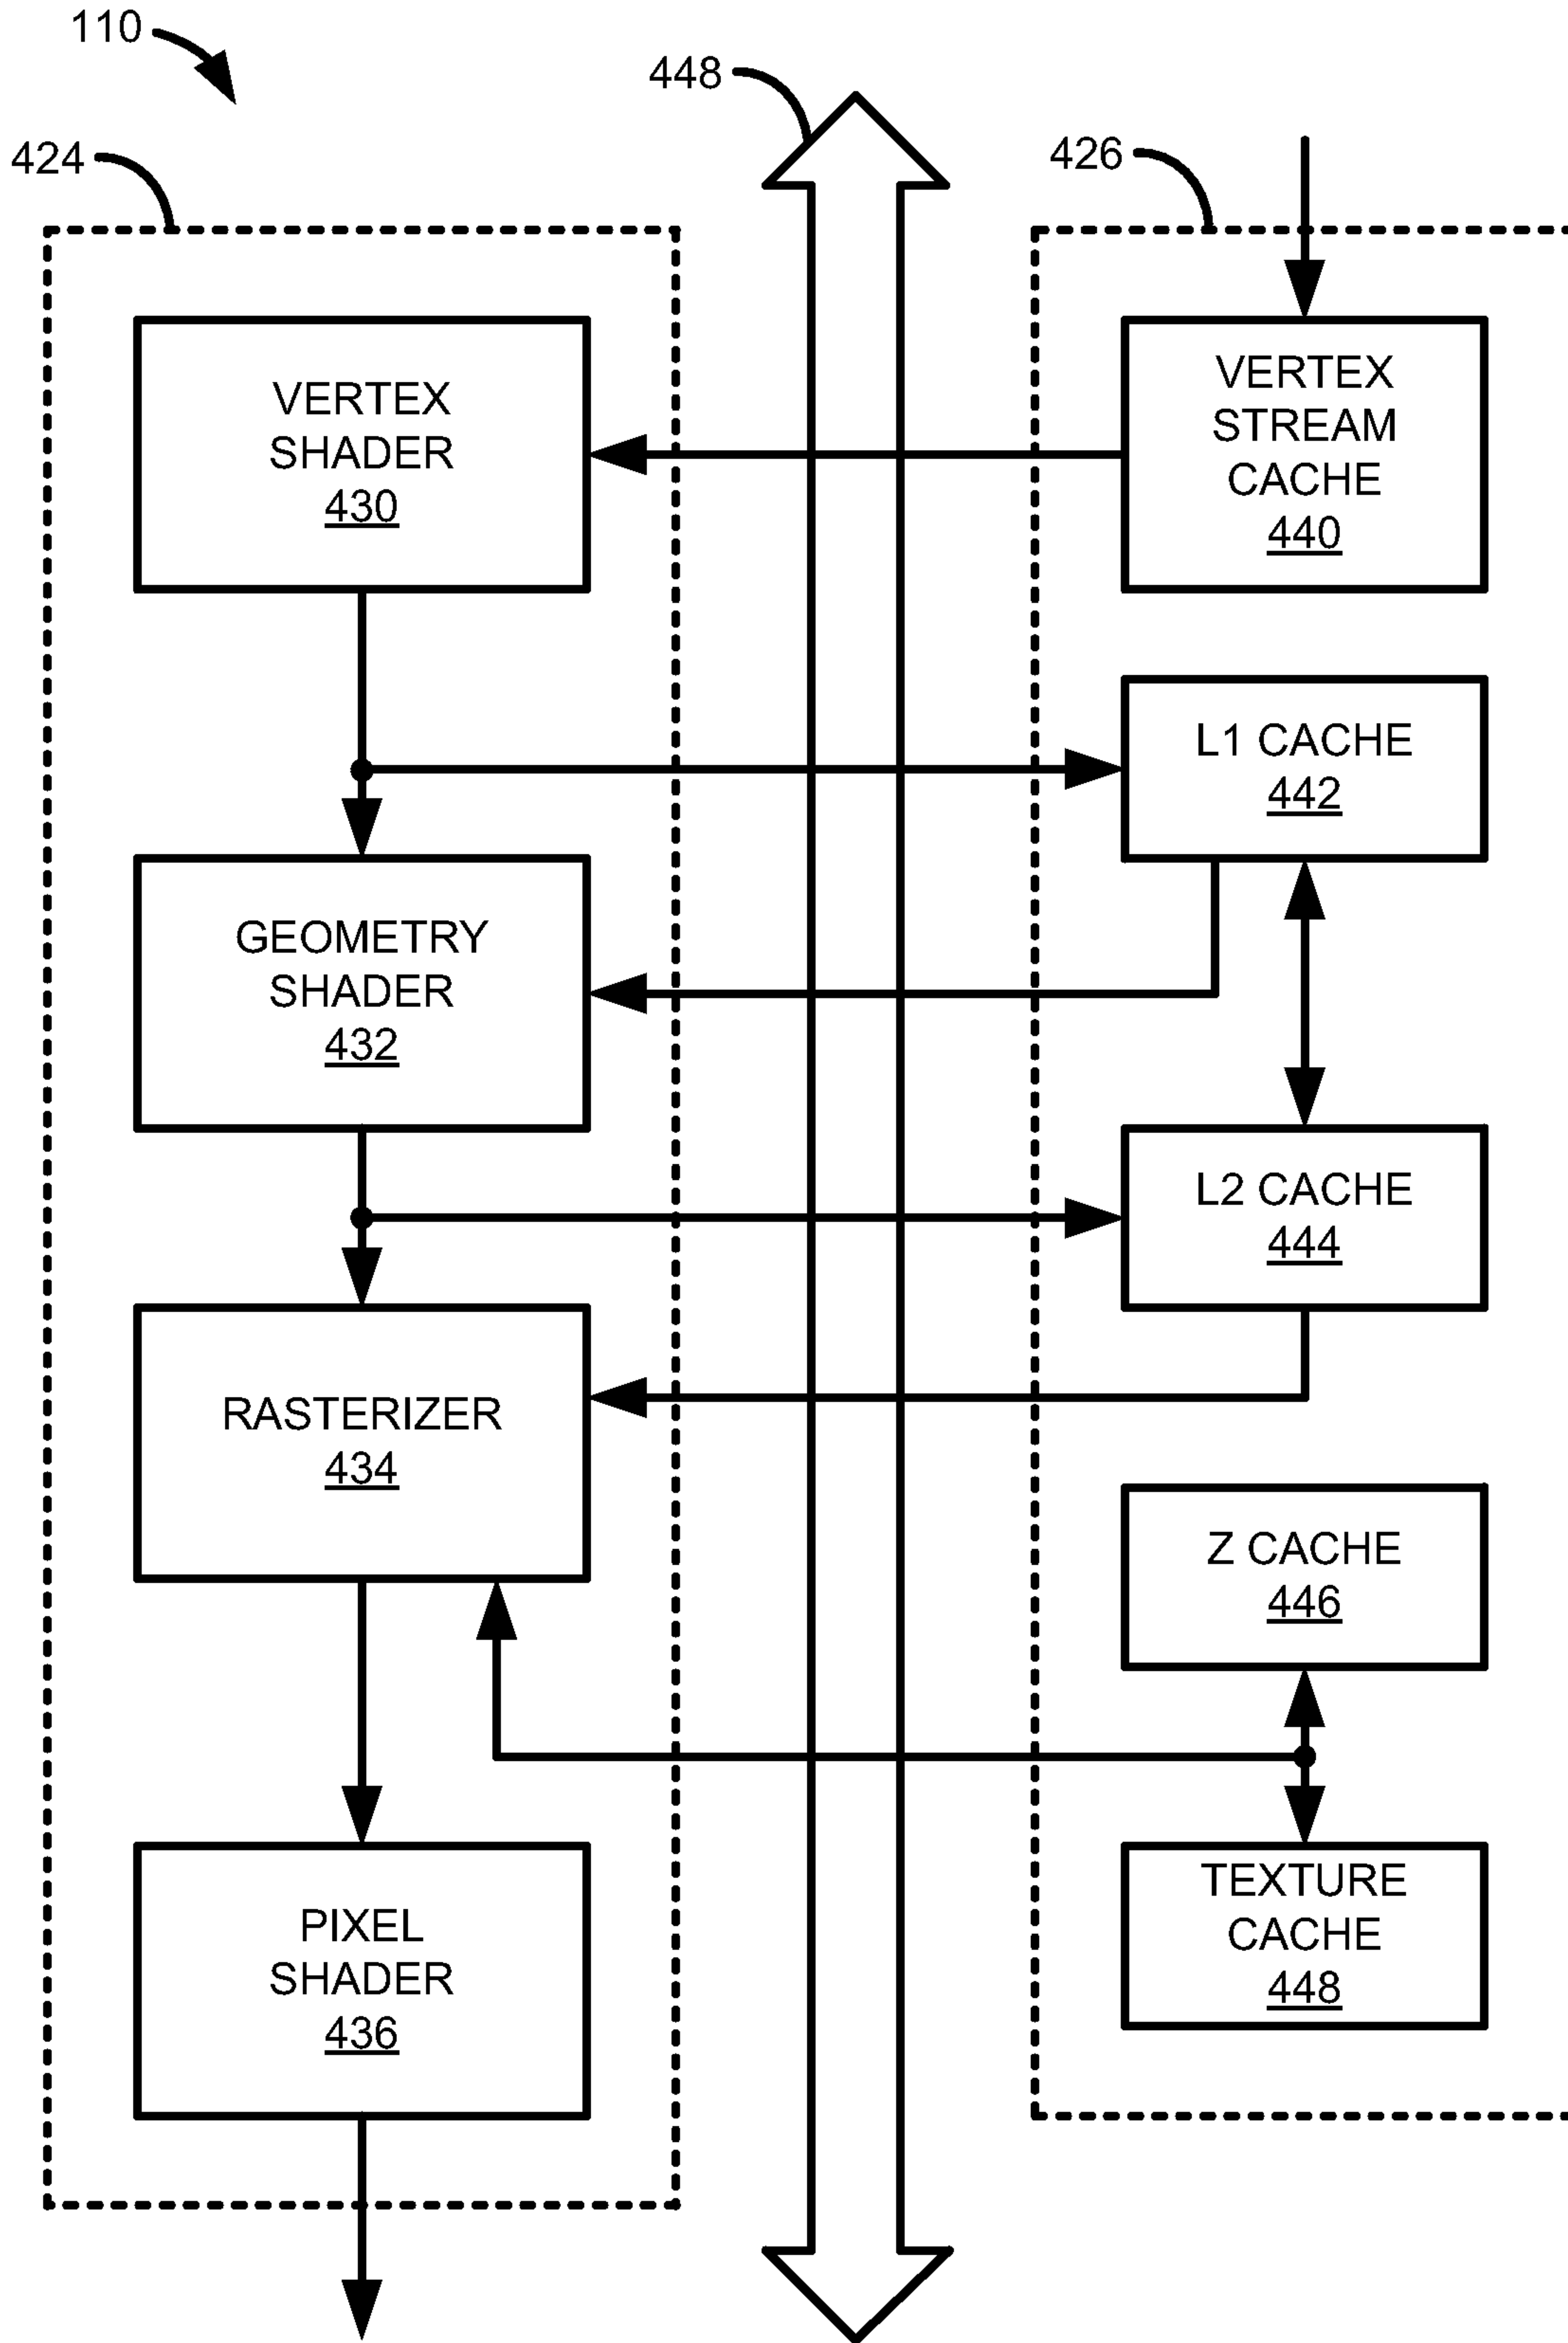 110
448
424
426
VERTEX
SHADER
430
VERTEX
STREAM
CACHE
440
L1 CACHE
442
GEOMETRY
SHADER
432
L2 CACHE
444
RASTERIZER
434
Z CACHE
446
PIXEL
SHADER
436
TEXTURE
CACHE
448